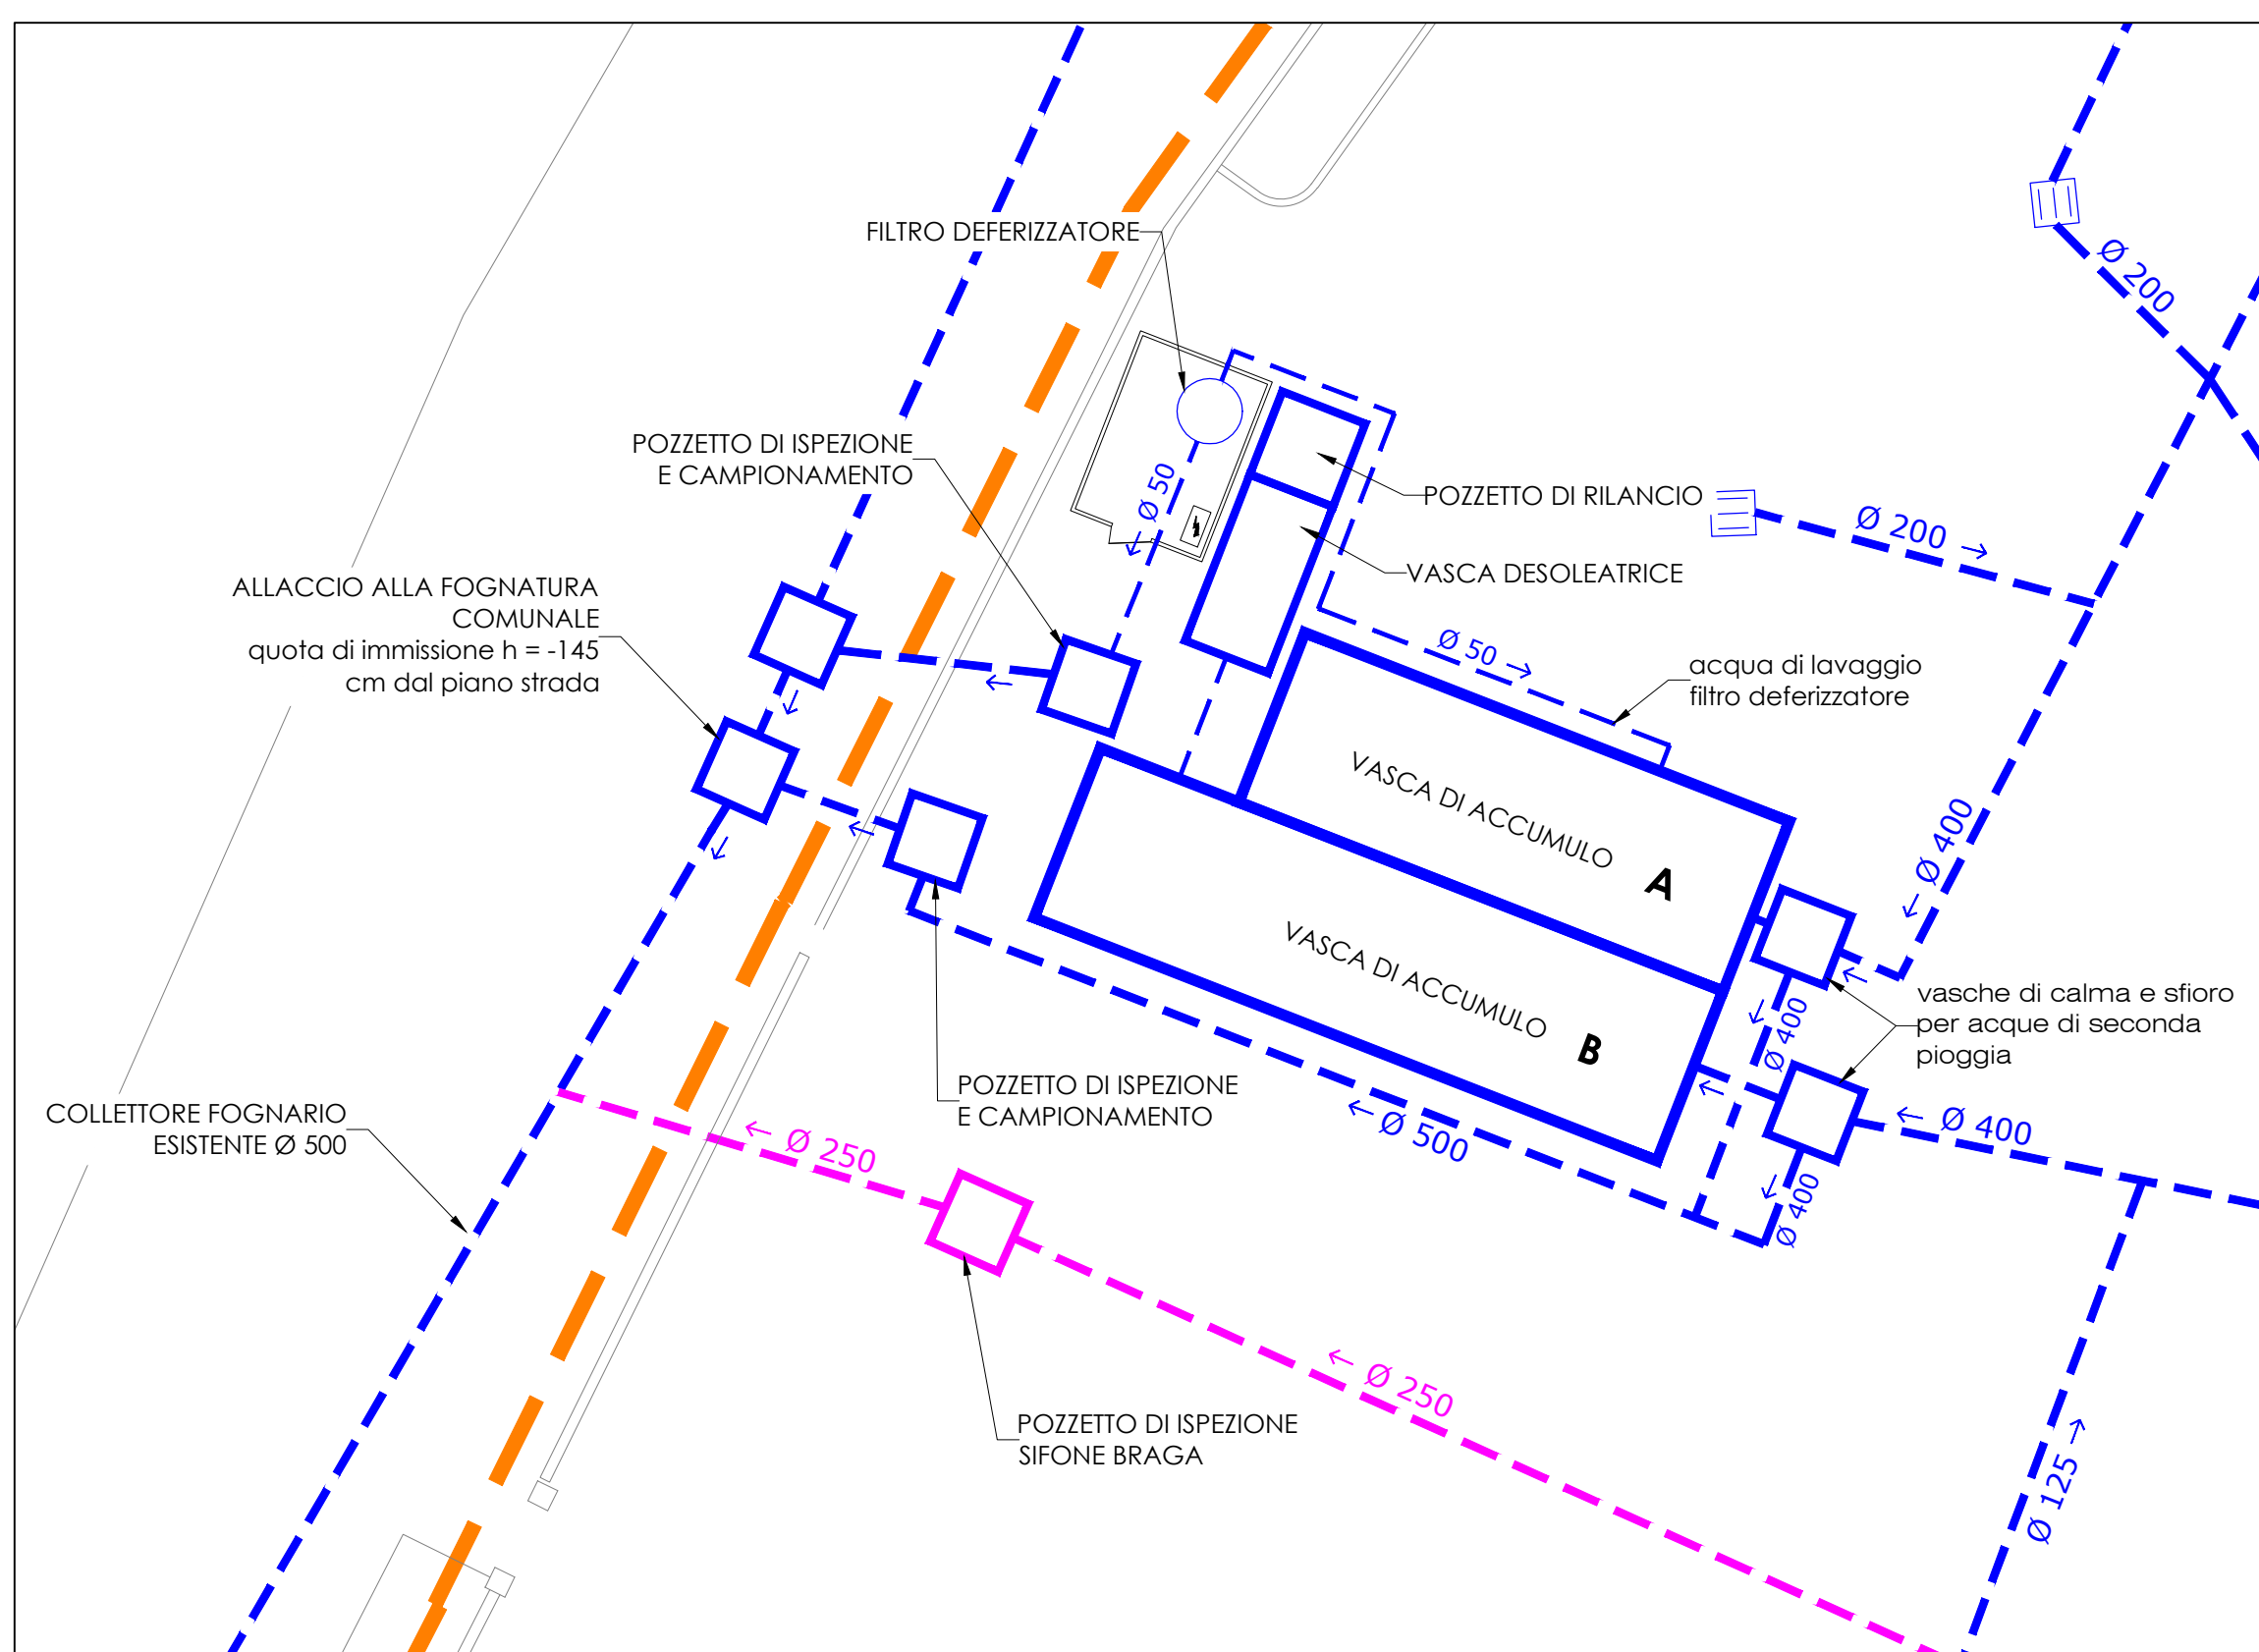 Ø 200
FILTRO DEFERIZZATORE
POZZETTO DI ISPEZIONE
E CAMPIONAMENTO
Ø 50
POZZETTO DI RILANCIO
Ø 200
VASCA DESOLEATRICE
ALLACCIO ALLA FOGNATURA
COMUNALE
quota di immissione h = -145
cm dal piano strada
Ø 50
acqua di lavaggio
filtro deferizzatore
VASCA DI ACCUMULO A
Ø 400
VASCA DI ACCUMULO B
vasche di calma e sfioro
per acque di seconda
pioggia
Ø 400
POZZETTO DI ISPEZIONE
E CAMPIONAMENTO
COLLETTORE FOGNARIO
ESISTENTE Ø 500
Ø 250
Ø 500
Ø 400
Ø 400
Ø 250
POZZETTO DI ISPEZIONE
SIFONE BRAGA
Ø 125